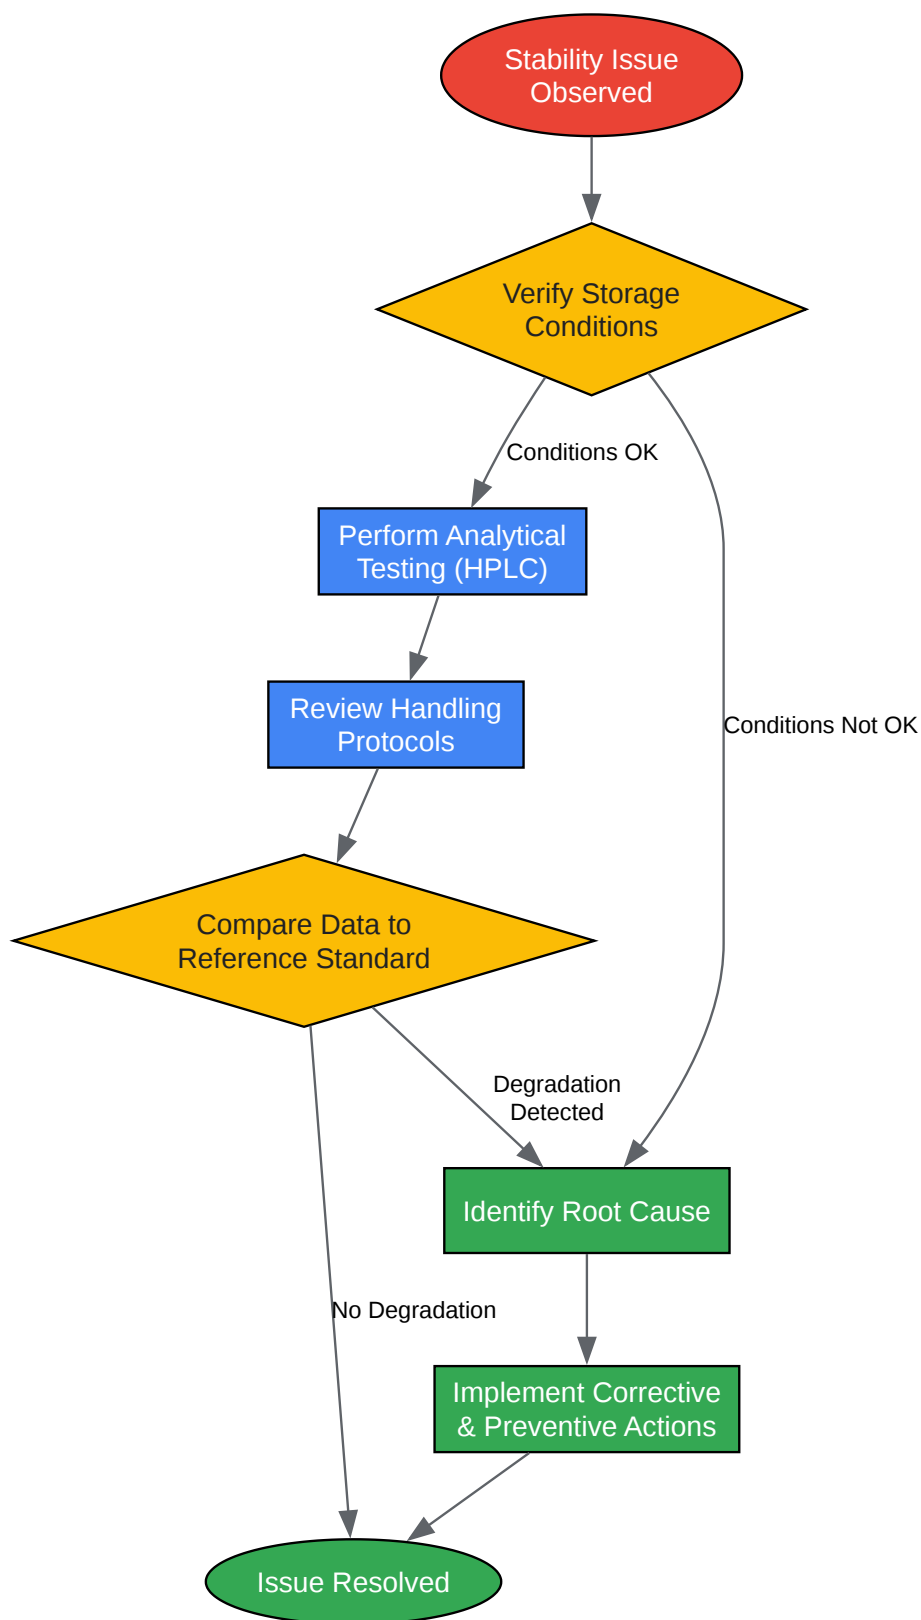 Stability Issue
Observed
Verify Storage
Conditions
Conditions OK
Perform Analytical
Testing (HPLC)
Review Handling
Protocols
Conditions Not OK
Compare Data to
Reference Standard
Degradation
Detected
Identify Root Cause
No Degradation
Implement Corrective
& Preventive Actions
Issue Resolved